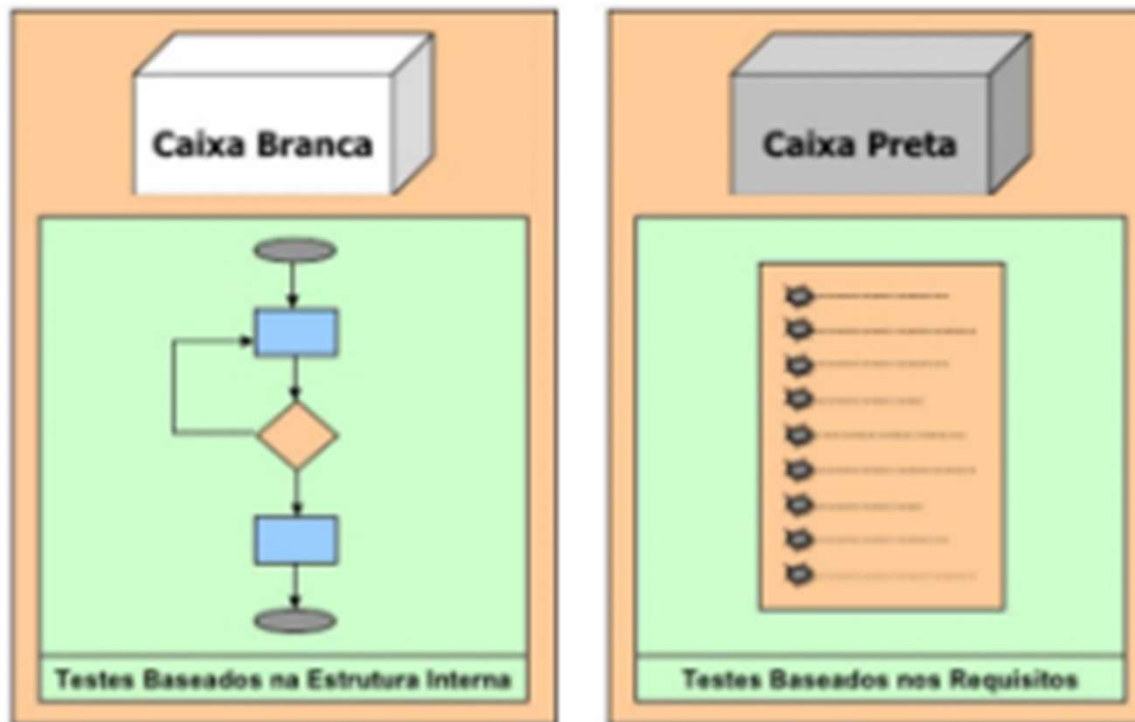 Caixa Branca
Testes Baseados na Estrutura Interna
Caixa Preta
Testes Baseados nos Requisitos